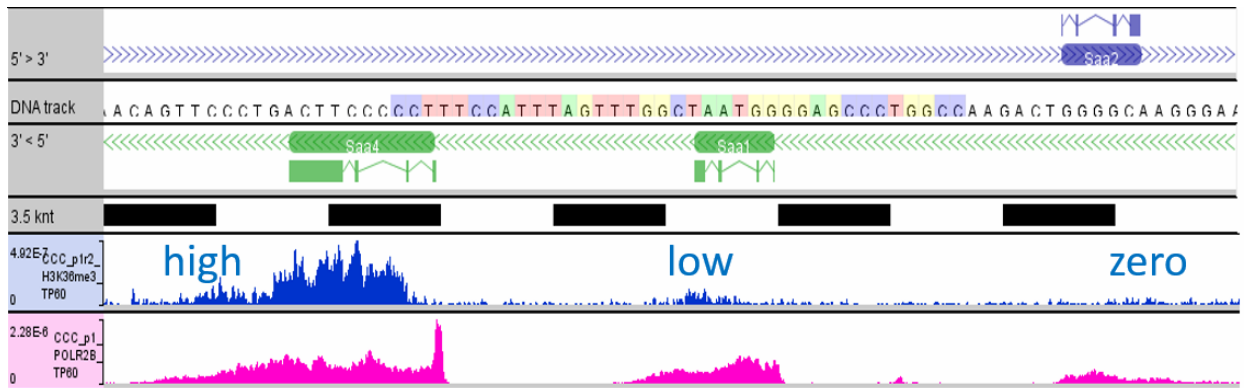 5' > 3'
Saa2
DNA track
A A C A G T T C C C T G A C T T C C C C C T T T C C A T T T A G T T T G G C T A A T G G G G A G C C C T G G C C A A G A C T G G G G C A A G G G A A
3' < 5'
Saa4
Saa1
3.5 knt
4.92E-7
CCC_p1r2_
H3K36me3_
TP60
0
high
low
zero
2.28E-6
CCC_p1_
POLR2B_
TP60
0